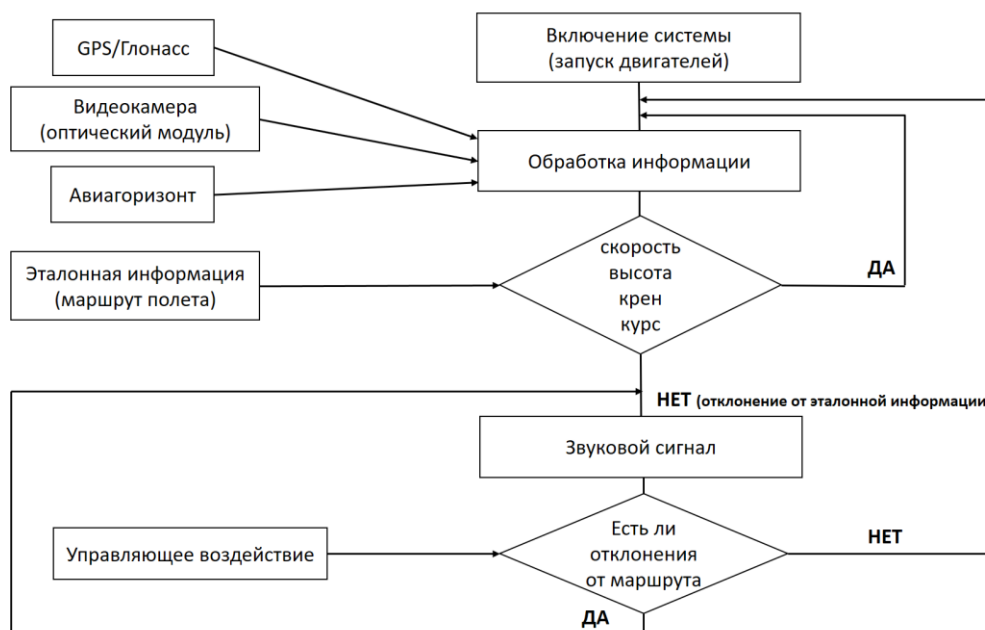 GPS/Глонасс
Включение системы
(запуск двигателей)
Видеокамера
(оптический модуль)
Обработка информации
Авиагоризонт
Эталонная информация
(маршрут полета)
скорость
высота
крен
курс
ДА
НЕТ (отклонение от эталонной информации
Звуковой сигнал
Управляющее воздействие
Есть ли
отклонения
от маршрута
НЕТ
ДА